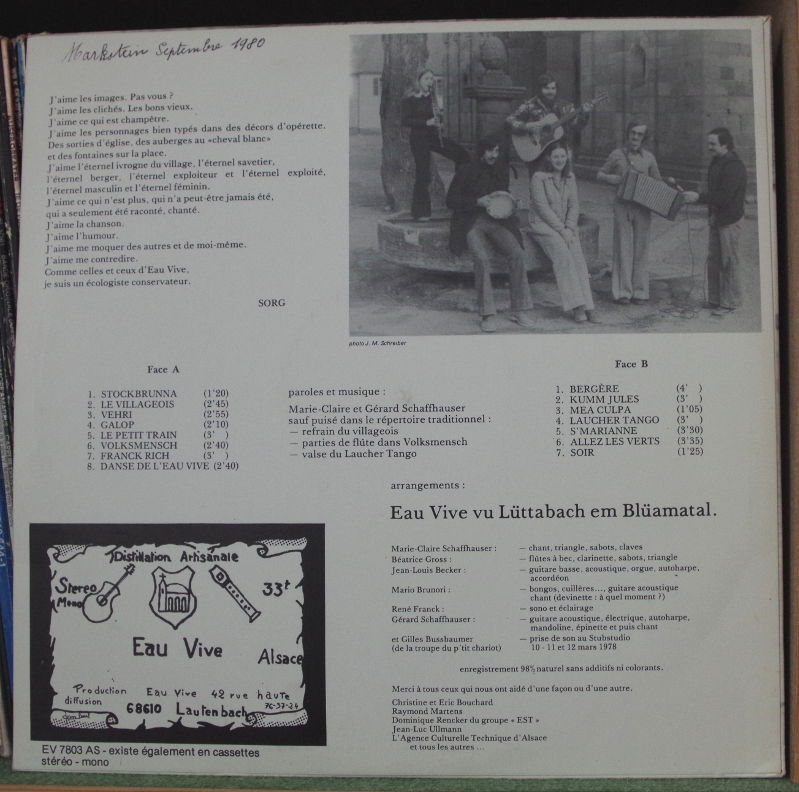 Markstein Septembre 1980
J'aime les images. Pas vous ?
J'aime les clichés. Les bons vieux.
J'aime ce qui est champêtre.
J'aime les personnages bien typés dans des décors d'opérette.
Des sorties d'église, des auberges au «cheval blanc»
et des fontaines sur la place.
J'aime l'éternel ivrogne du village, l'éternel savetier,
l'éternel berger, l'éternel exploiteur et l'éternel exploité,
l'éternel masculin et l'éternel féminin.
J'aime ce qui n'est plus, qui n'a peut-être jamais été,
qui a seulement été raconté, chanté.
J'aime la chanson.
J'aime l'humour.
J'aime me moquer des autres et de moi-même.
J'aime me contredire.
Comme celles et ceux d'Eau Vive,
je suis un écologiste conservateur.
SORG
photo J. M. Schreiber
Face A
1. STOCKBRUNNA (1'20)
2. LE VILLAGEOIS (2'45)
3. VEHRI (2'55)
4. GALOP (2'10)
5. LE PETIT TRAIN (3' )
6. VOLKSMENSCH (2'40)
7. FRANCK RICH (3' )
8. DANSE DE L'EAU VIVE (2'40)
paroles et musique :
Marie-Claire et Gérard Schaffhauser
sauf puisé dans le répertoire traditionnel :
— refrain du villageois
— parties de flûte dans Volksmensch
— valse du Laucher Tango
Face B
1. BERGÈRE (4' )
2. KUMM JULES (3' )
3. MEA CULPA (1'05)
4. LAUCHER TANGO (3' )
5. S'MARIANNE (3'30)
6. ALLEZ LES VERTS (3'35)
7. SOIR (1'25)
arrangements :
Eau Vive vu Lüttabach em Blüamatal.
Marie-Claire Schaffhauser : — chant, triangle, sabots, claves
Béatrice Gross : — flûtes à bec, clarinette, sabots, triangle
Jean-Louis Becker : — guitare basse, acoustique, orgue, autoharpe,
accordéon
Mario Brunori : — bongos, cuillères..., guitare acoustique
chant (devinette : à quel moment ?)
René Franck : — sono et éclairage
Gérard Schaffhauser : — guitare acoustique, électrique, autoharpe,
mandoline, épinette et puis chant
et Gilles Bussbaumer — prise de son au Stubstudio
(de la troupe du p'tit chariot) 10 - 11 et 12 mars 1978
enregistrement 98% naturel sans additifs ni colorants.
Merci à tous ceux qui nous ont aidé d'une façon ou d'une autre.
Christine et Eric Bouchard
Raymond Martens
Dominique Rencker du groupe « EST »
Jean-Luc Ullmann
L'Agence Culturelle Technique d'Alsace
et tous les autres ...
Distillation Artisanale
Stereo
Mono
33t
Eau Vive
Alsace
Production
diffusion
Eau Vive 42 rue haute
68610 Lautenbach
76-37-24
EV 7803 AS - existe également en cassettes
stéréo - mono